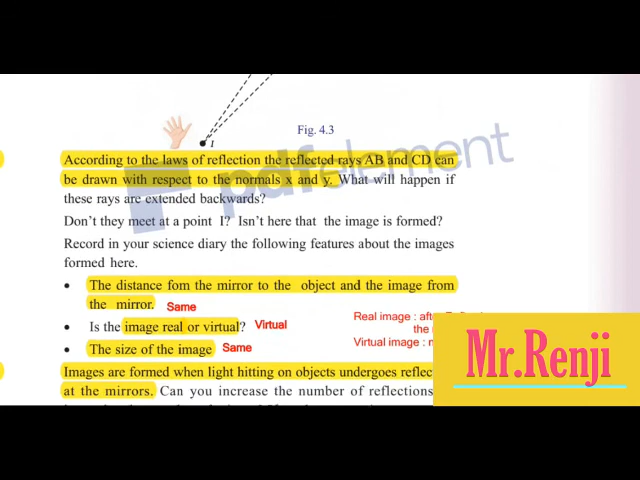 I
Fig. 4.3
pdfelement
According to the laws of reflection the reflected rays AB and CD can
be drawn with respect to the normals x and y. What will happen if
these rays are extended backwards?
Don't they meet at a point I? Isn't here that the image is formed?
Record in your science diary the following features about the images
formed here.
• The distance fom the mirror to the object and the image from
the mirror. Same
• Is the image real or virtual? Virtual
Real image : after
the
• The size of the image Same
Virtual image :
Images are formed when light hitting on objects undergoes
at the mirrors. Can you increase the number of reflections
Mr.Renji